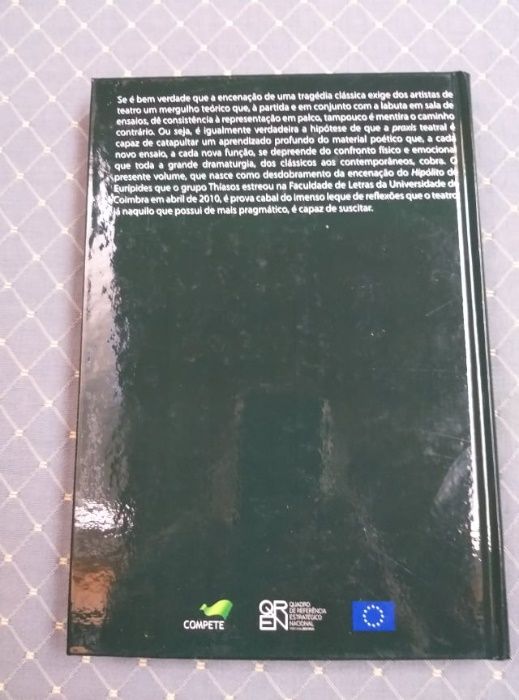 Se é bem verdade que a encenação de uma tragédia clássica exige dos artistas de
teatro um mergulho teórico que, à partida e em conjunto com a labuta em sala de
ensaios, dê consistência à representação em palco, tampouco é mentira o caminho
contrário. Ou seja, é igualmente verdadeira a hipótese de que a praxis teatral é
capaz de catapultar um aprendizado profundo do material poético que, a cada
novo ensaio, a cada nova função, se depreende do confronto físico e emocional
que toda a grande dramaturgia, dos clássicos aos contemporâneos, cobra. O
presente volume, que nasce como desdobramento da encenação do Hipólito de
Eurípides que o grupo Thíasos estreou na Faculdade de Letras da Universidade de
Coimbra em abril de 2010, é prova cabal do imenso leque de reflexões que o teatro,
já naquilo que possui de mais pragmático, é capaz de suscitar.
COMPETE
QREN
QUADRO
DE REFERÊNCIA
ESTRATÉGICO
NACIONAL